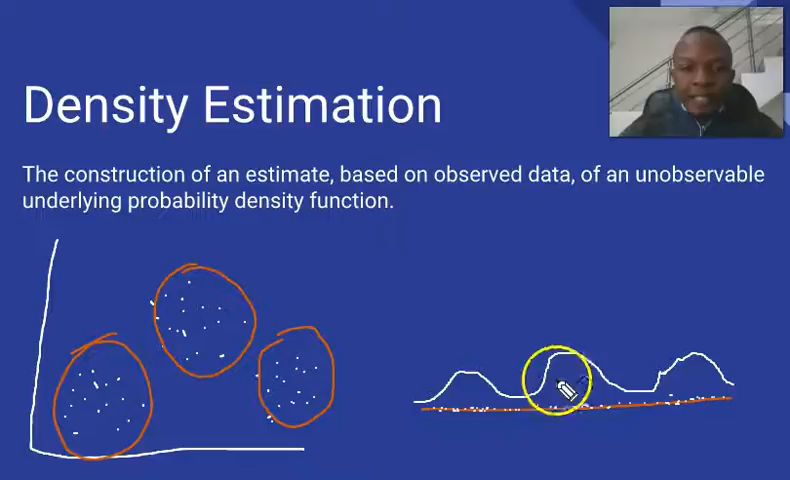 Density Estimation
The construction of an estimate, based on observed data, of an unobservable
underlying probability density function.